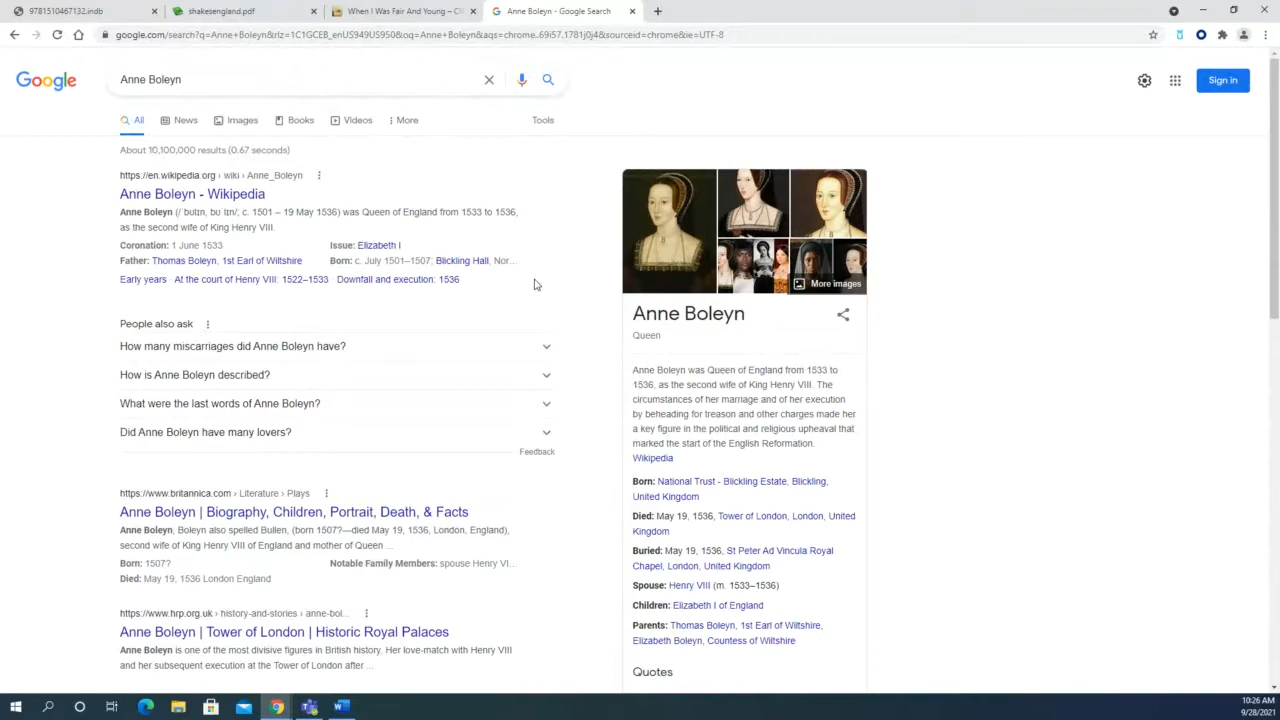 9781510467132.indb
shakesengland.pdf
When I Was Fair And Young – C
Anne Boleyn - Google Search
google.com/search?q=Anne+Boleyn&rlz=1C1GCEB_enUS949US950&oq=Anne+Boleyn&aqs=chrome..69i57.1781j0j4&sourceid=chrome&ie=UTF-8
Google
Anne Boleyn
Sign in
All
News
Images
Books
Videos
More
Tools
About 10,100,000 results (0.67 seconds)
https://en.wikipedia.org › wiki › Anne_Boleyn
Anne Boleyn - Wikipedia
Anne Boleyn (/ˈbʊlɪn, bʊˈlɪn/; c. 1501 – 19 May 1536) was Queen of England from 1533 to 1536,
as the second wife of King Henry VIII.
Coronation: 1 June 1533
Issue: Elizabeth I
Father: Thomas Boleyn, 1st Earl of Wiltshire
Born: c. July 1501–1507; Blickling Hall, Nor...
Early years · At the court of Henry VIII: 1522–1533 · Downfall and execution: 1536
People also ask
How many miscarriages did Anne Boleyn have?
How is Anne Boleyn described?
What were the last words of Anne Boleyn?
Did Anne Boleyn have many lovers?
Feedback
https://www.britannica.com › Literature › Plays
Anne Boleyn | Biography, Children, Portrait, Death, & Facts
Anne Boleyn, Boleyn also spelled Bullen, (born 1507?—died May 19, 1536, London, England),
second wife of King Henry VIII of England and mother of Queen ...
Born: 1507?
Notable Family Members: spouse Henry VI...
Died: May 19, 1536 London England
https://www.hrp.org.uk › history-and-stories › anne-bol...
Anne Boleyn | Tower of London | Historic Royal Palaces
Anne Boleyn is one of the most divisive figures in British history. Her love-match with Henry VIII
and her subsequent execution at the Tower of London after ...
More images
Anne Boleyn
Queen
Anne Boleyn was Queen of England from 1533 to
1536, as the second wife of King Henry VIII. The
circumstances of her marriage and of her execution
by beheading for treason and other charges made her
a key figure in the political and religious upheaval that
marked the start of the English Reformation.
Wikipedia
Born: National Trust - Blickling Estate, Blickling,
United Kingdom
Died: May 19, 1536, Tower of London, London, United
Kingdom
Buried: May 19, 1536, St Peter Ad Vincula Royal
Chapel, London, United Kingdom
Spouse: Henry VIII (m. 1533–1536)
Children: Elizabeth I of England
Parents: Thomas Boleyn, 1st Earl of Wiltshire,
Elizabeth Boleyn, Countess of Wiltshire
Quotes
10:26 AM
9/28/2021